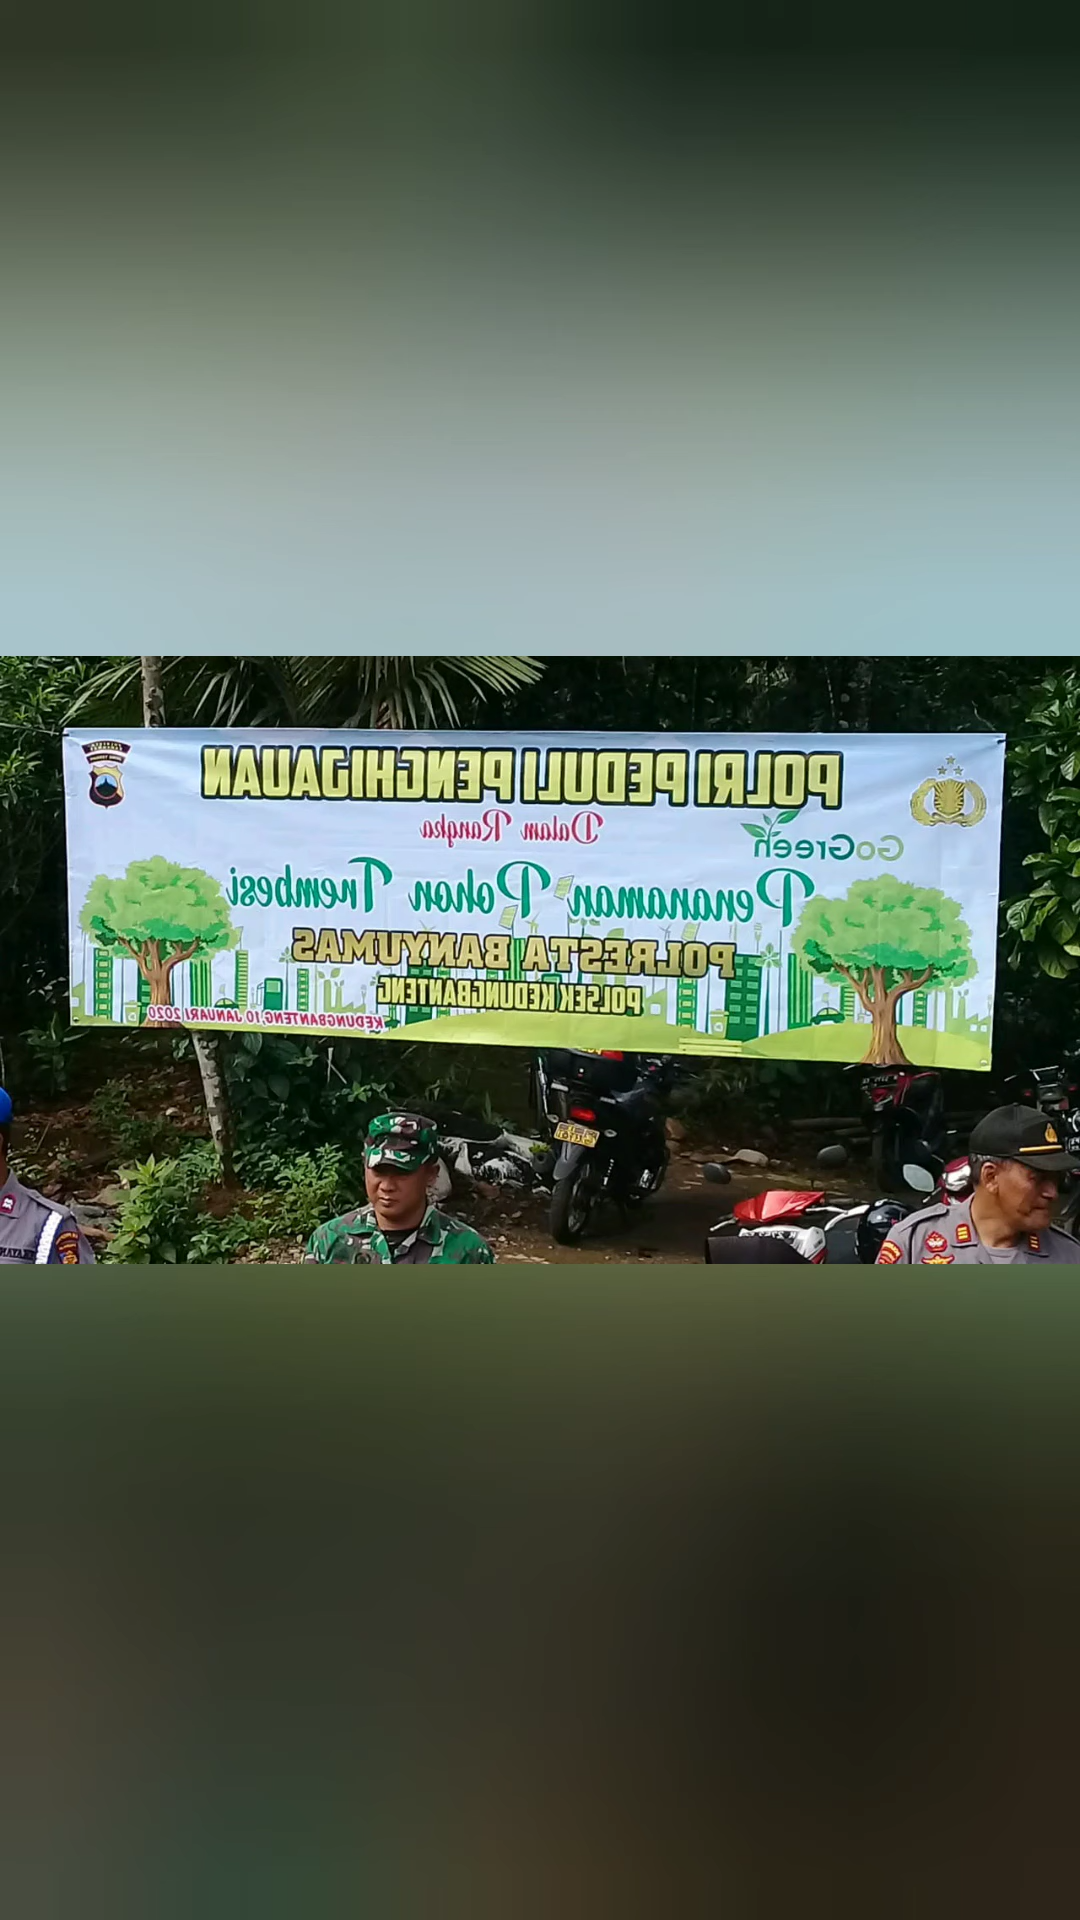 POLRI PEDULI PENGHIJAUAN
Dalam Rangka
GoGreen
Penanaman Pohon Trembesi
POLRESTA BANYUMAS
POLSEK KEDUNGBANTENG
KEDUNGBANTENG, 10 JANUARI 2020